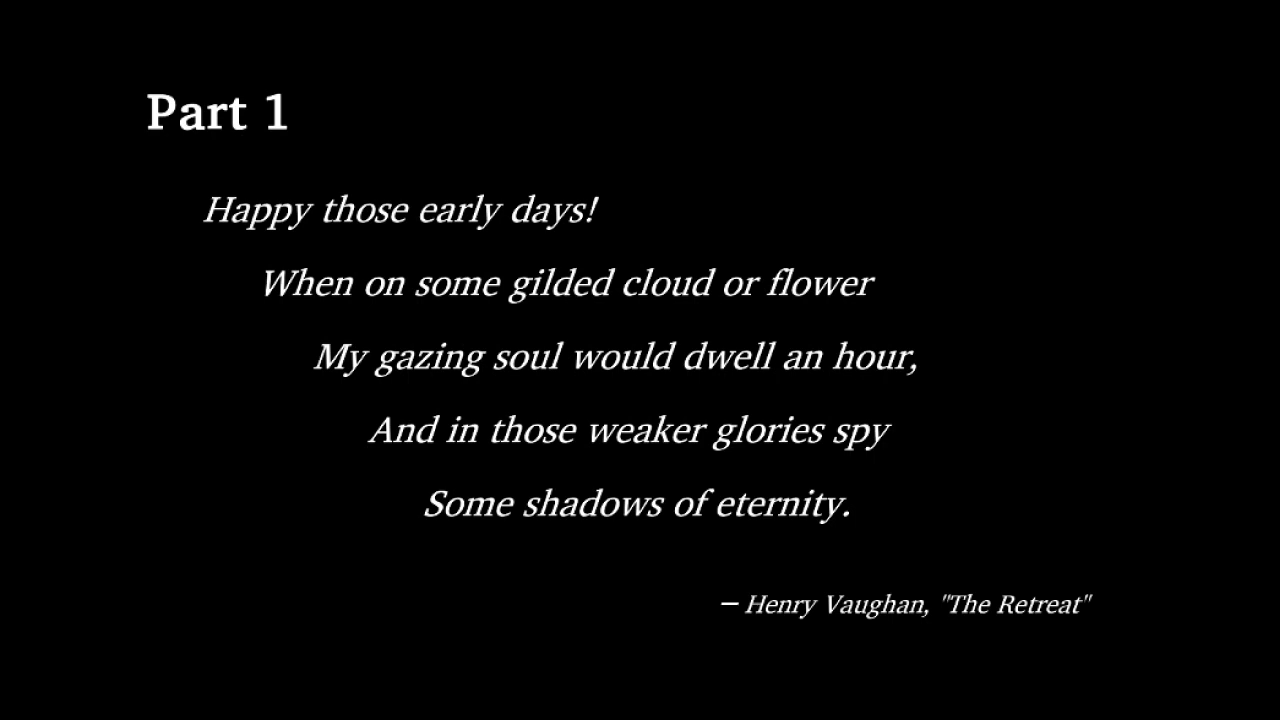 Part 1
Happy those early days!
When on some gilded cloud or flower
My gazing soul would dwell an hour,
And in those weaker glories spy
Some shadows of eternity.
– Henry Vaughan, "The Retreat"